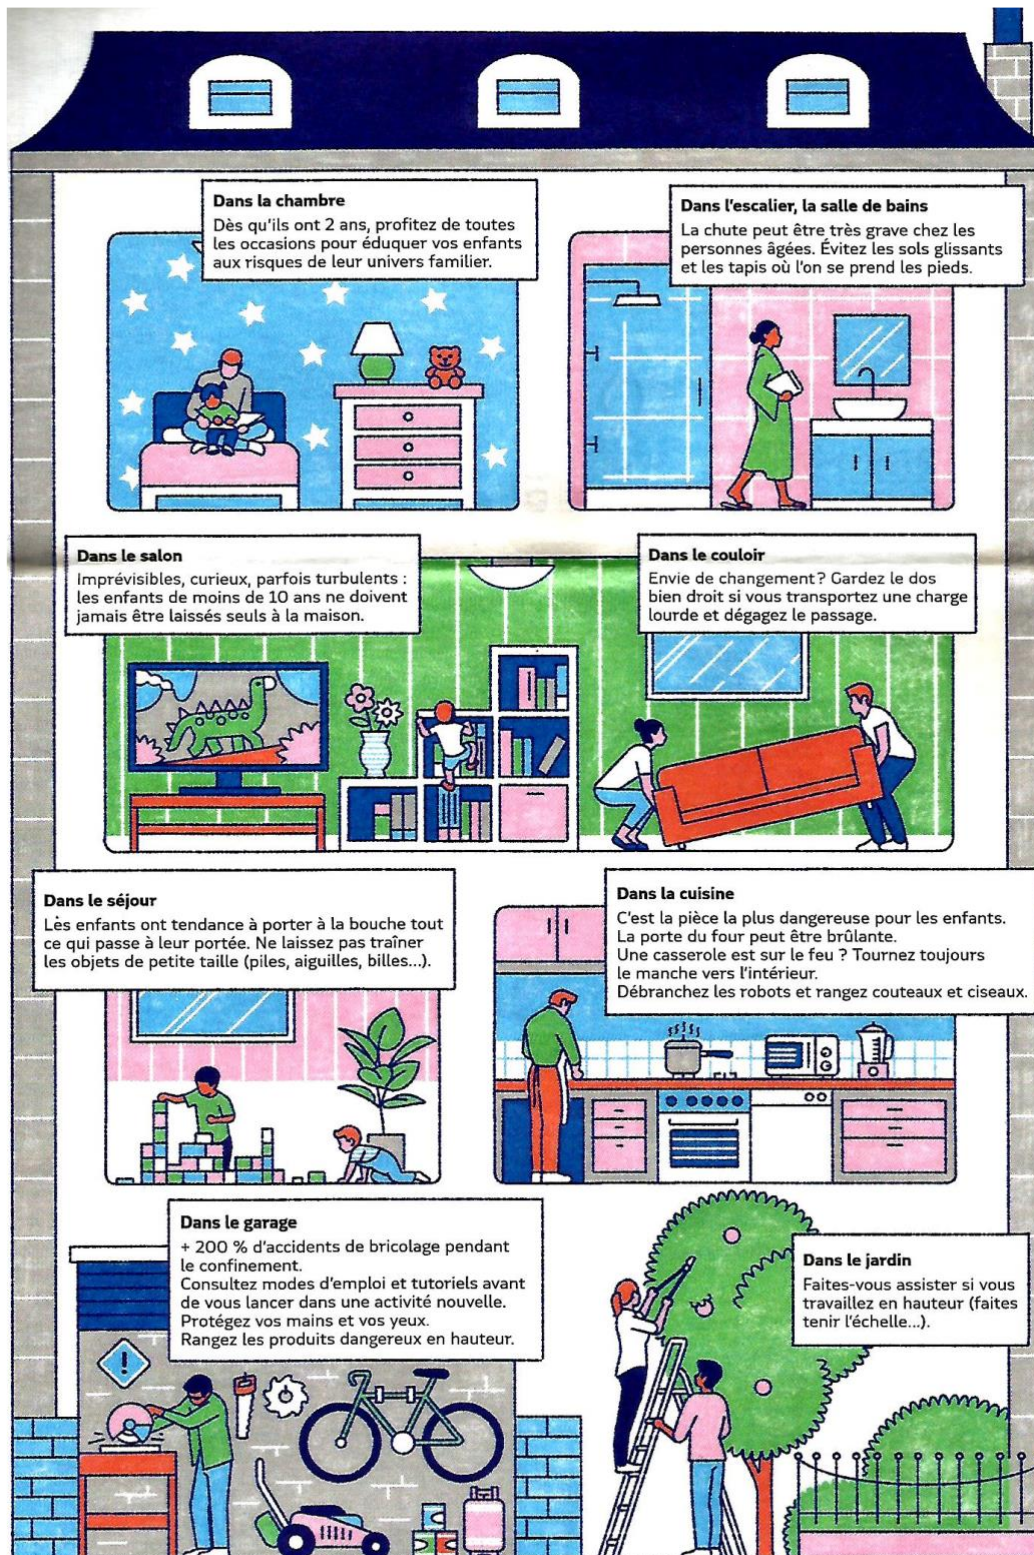 Dans la chambre
Dès qu'ils ont 2 ans, profitez de toutes
les occasions pour éduquer vos enfants
aux risques de leur univers familier.
Dans l'escalier, la salle de bains
La chute peut être très grave chez les
personnes âgées. Évitez les sols glissants
et les tapis où l'on se prend les pieds.
Dans le salon
Imprévisibles, curieux, parfois turbulents :
les enfants de moins de 10 ans ne doivent
jamais être laissés seuls à la maison.
Dans le couloir
Envie de changement ? Gardez le dos
bien droit si vous transportez une charge
lourde et dégagez le passage.
Dans le séjour
Les enfants ont tendance à porter à la bouche tout
ce qui passe à leur portée. Ne laissez pas traîner
les objets de petite taille (piles, aiguilles, billes...).
Dans la cuisine
C'est la pièce la plus dangereuse pour les enfants.
La porte du four peut être brûlante.
Une casserole est sur le feu ? Tournez toujours
le manche vers l'intérieur.
Débranchez les robots et rangez couteaux et ciseaux.
Dans le garage
+ 200 % d'accidents de bricolage pendant
le confinement.
Consultez modes d'emploi et tutoriels avant
de vous lancer dans une activité nouvelle.
Protégez vos mains et vos yeux.
Rangez les produits dangereux en hauteur.
!
Dans le jardin
Faites-vous assister si vous
travaillez en hauteur (faites
tenir l'échelle...).